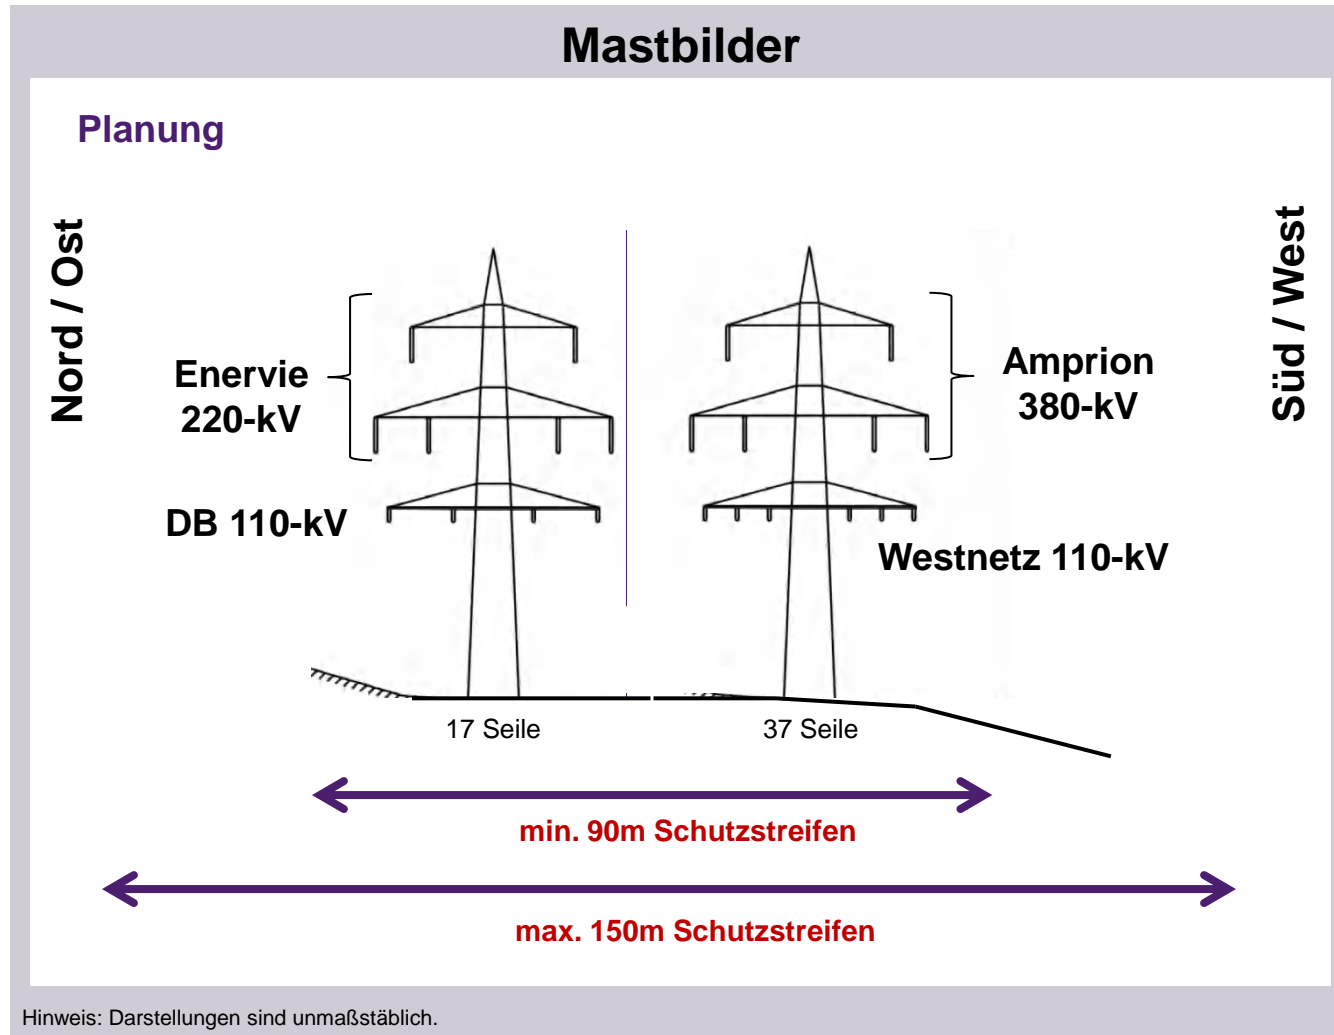 Mastbilder
Planung
Nord / Ost
Süd / West
Enervie
220-kV
Amprion
380-kV
DB 110-kV
Westnetz 110-kV
17 Seile
37 Seile
min. 90m Schutzstreifen
max. 150m Schutzstreifen
Hinweis: Darstellungen sind unmaßstäblich.